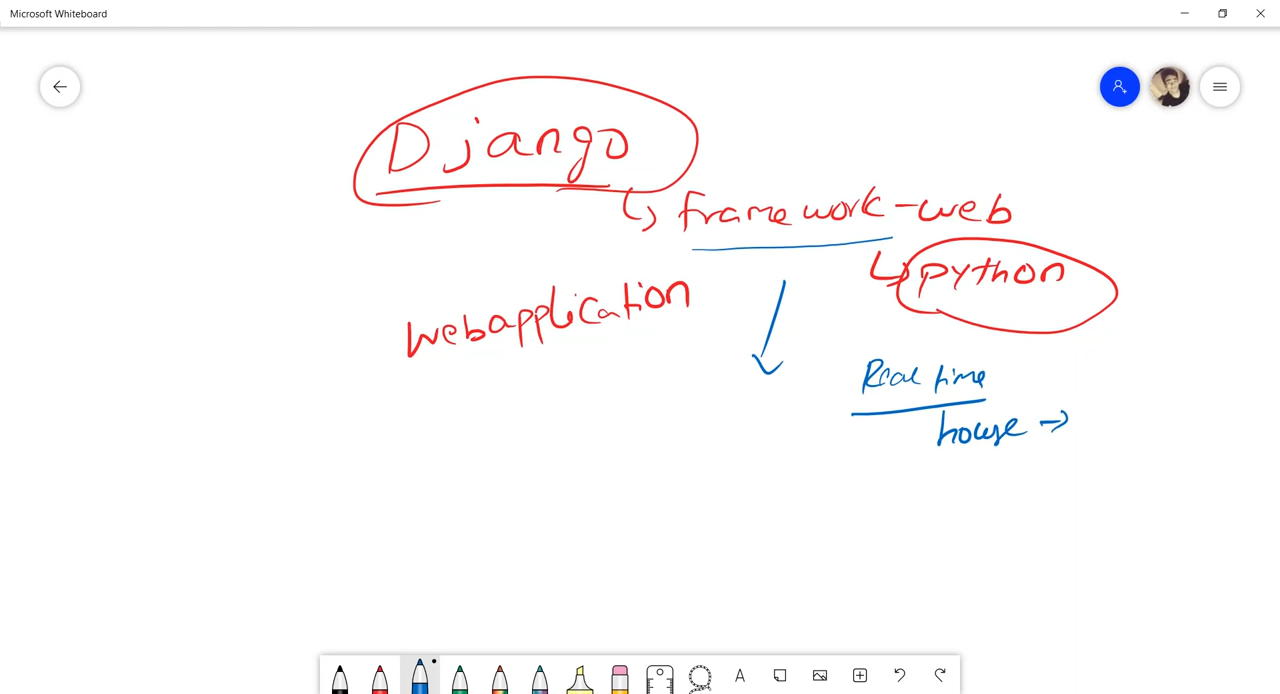 Microsoft Whiteboard
Django
framework-web
python
webapplication
Real time
house →
A